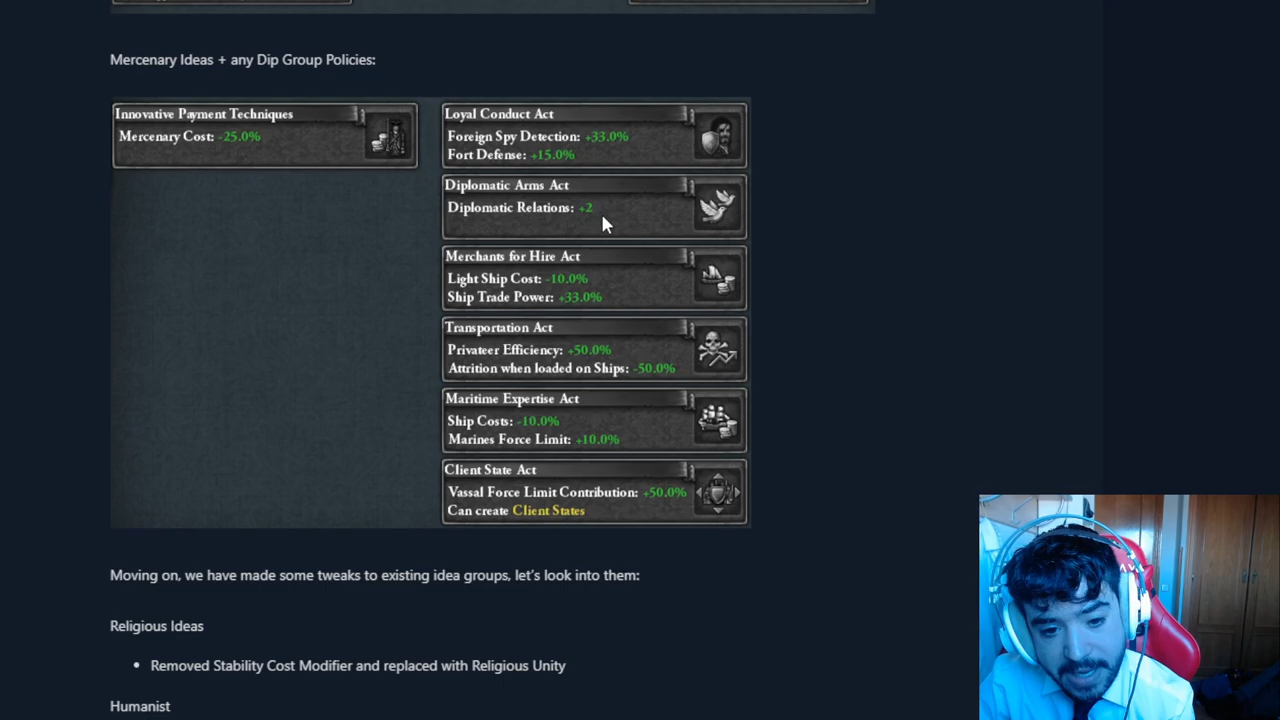 Mercenary Ideas + any Dip Group Policies:
Innovative Payment Techniques
Mercenary Cost: -25.0%
Loyal Conduct Act
Foreign Spy Detection: +33.0%
Fort Defense: +15.0%
Diplomatic Arms Act
Diplomatic Relations: +2
Merchants for Hire Act
Light Ship Cost: -10.0%
Ship Trade Power: +33.0%
Transportation Act
Privateer Efficiency: +50.0%
Attrition when loaded on Ships: -50.0%
Maritime Expertise Act
Ship Costs: -10.0%
Marines Force Limit: +10.0%
Client State Act
Vassal Force Limit Contribution: +50.0%
Can create Client States
Moving on, we have made some tweaks to existing idea groups, let's look into them:
Religious Ideas
• Removed Stability Cost Modifier and replaced with Religious Unity
Humanist